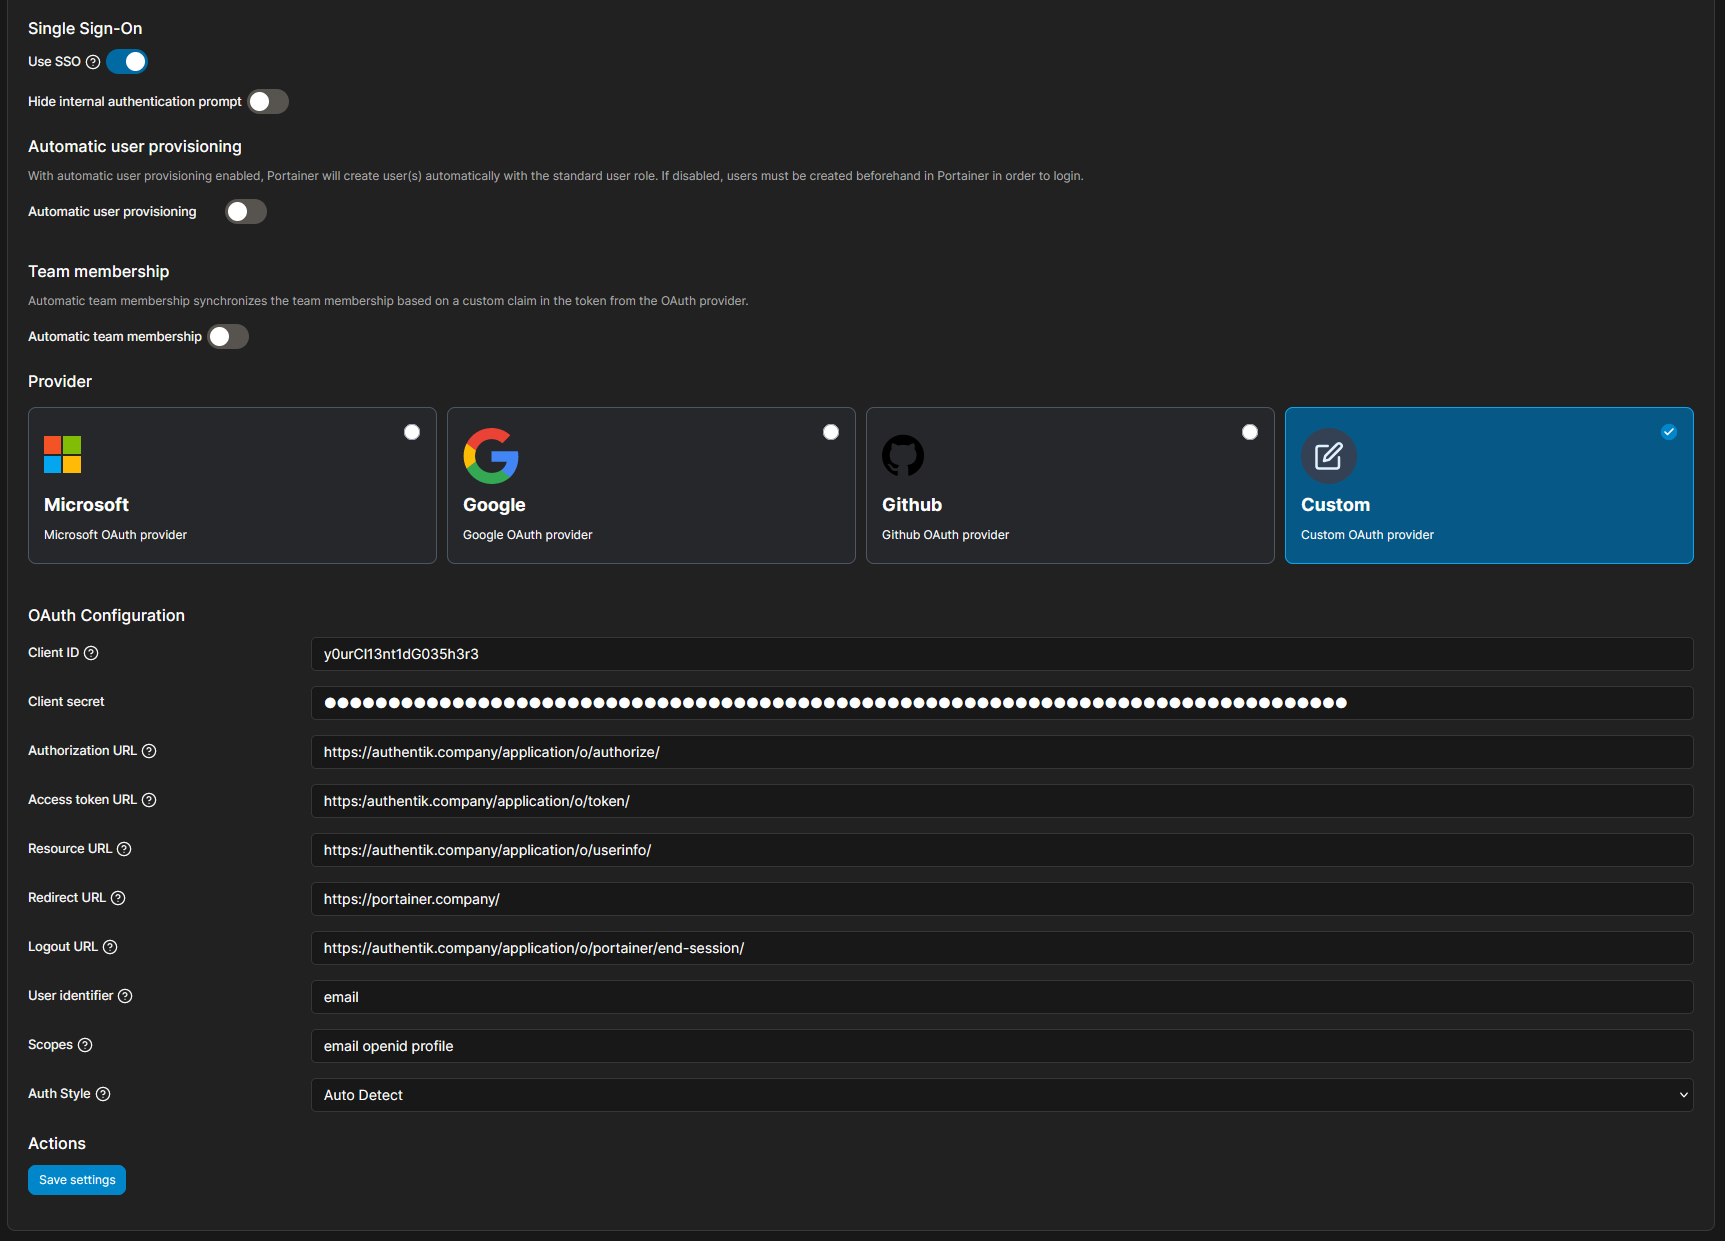 Single Sign-On
Use SSO
Hide internal authentication prompt
Automatic user provisioning
With automatic user provisioning enabled, Portainer will create user(s) automatically with the standard user role. If disabled, users must be created beforehand in Portainer in order to login.
Automatic user provisioning
Team membership
Automatic team membership synchronizes the team membership based on a custom claim in the token from the OAuth provider.
Automatic team membership
Provider
Microsoft
Microsoft OAuth provider
Google
Google OAuth provider
Github
Github OAuth provider
Custom
Custom OAuth provider
OAuth Configuration
Client ID y0urCl13nt1dG035h3r3
Client secret
Authorization URL https://authentik.company/application/o/authorize/
Access token URL https:/authentik.company/application/o/token/
Resource URL https://authentik.company/application/o/userinfo/
Redirect URL https://portainer.company/
Logout URL https://authentik.company/application/o/portainer/end-session/
User identifier email
Scopes email openid profile
Auth Style Auto Detect
Actions
Save settings